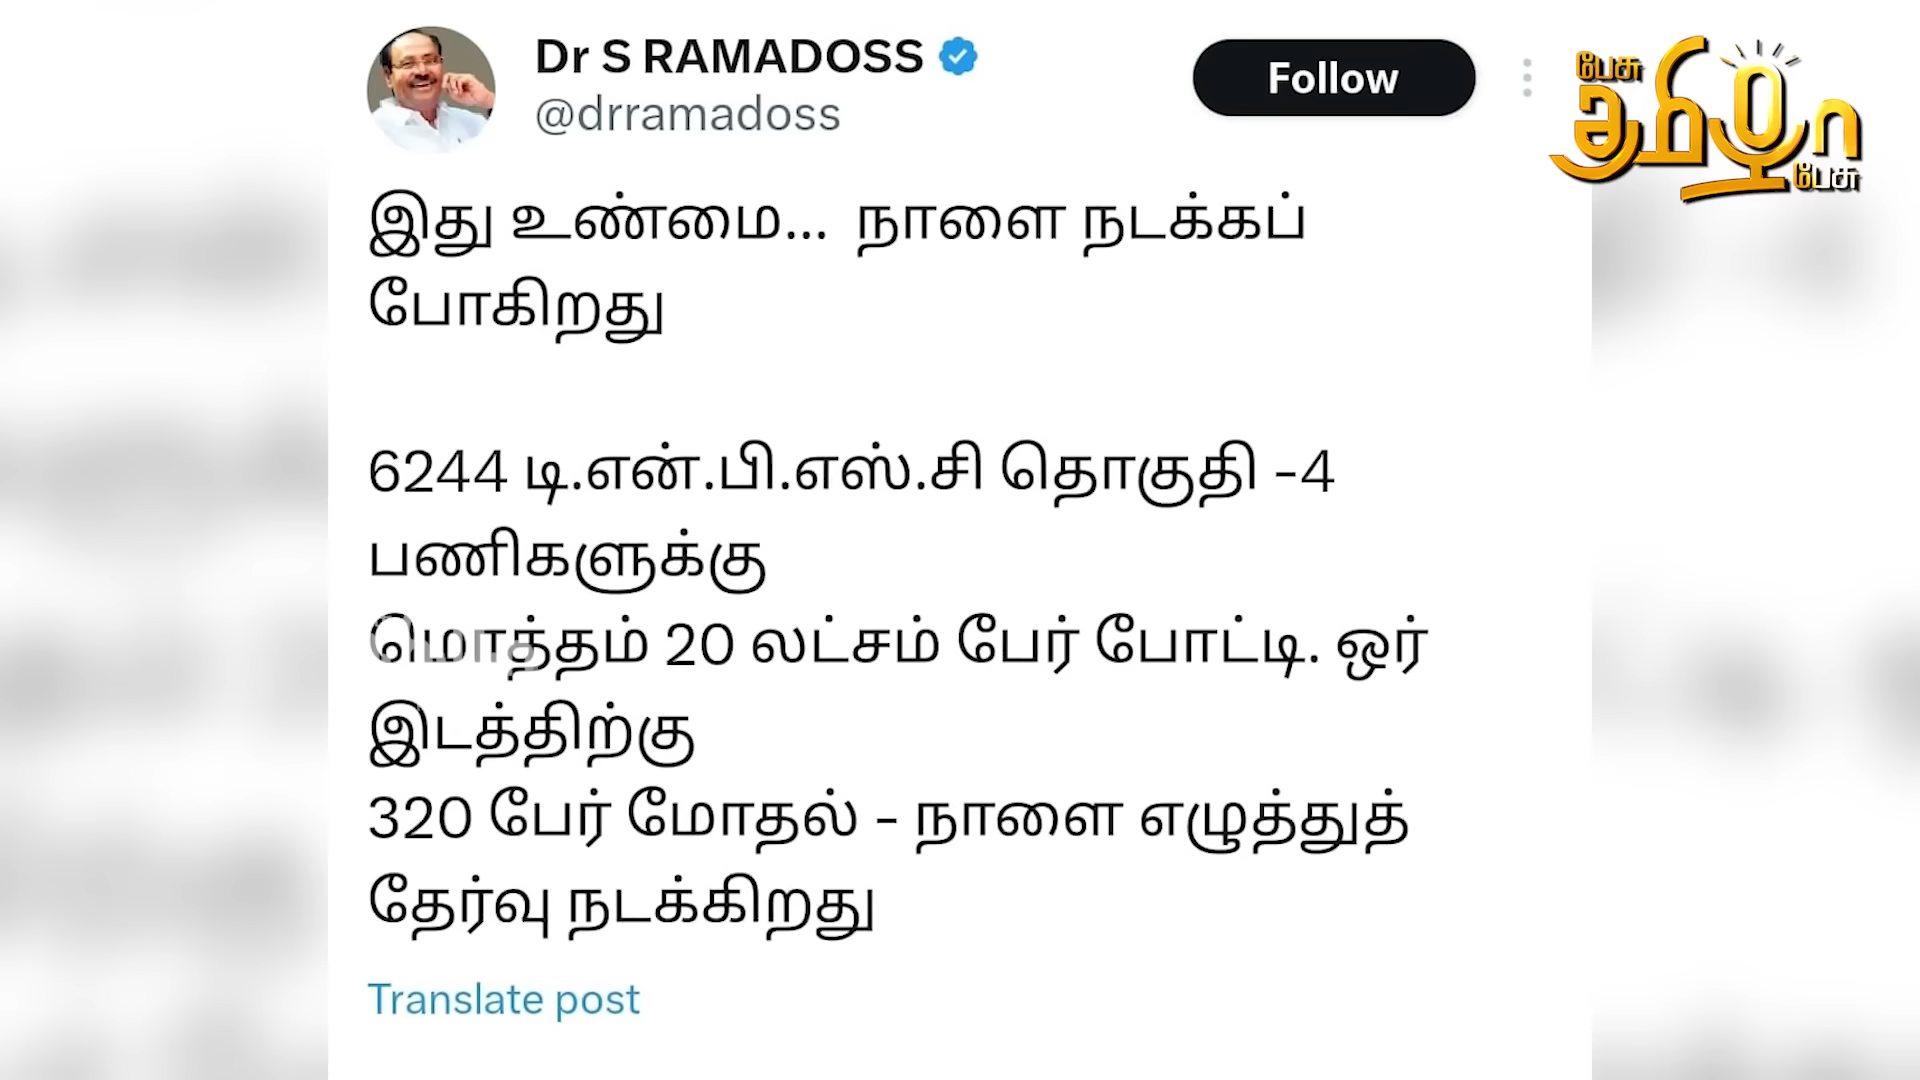 Dr S RAMADOSS
@drramadoss
Follow
பேசு
தமிழா
பேசு
இது உண்மை... நாளை நடக்கப்
போகிறது
6244 டி.என்.பி.எஸ்.சி தொகுதி -4
பணிகளுக்கு
மொத்தம் 20 லட்சம் பேர் போட்டி. ஒர்
இடத்திற்கு
320 பேர் மோதல் - நாளை எழுத்துத்
தேர்வு நடக்கிறது
Translate post